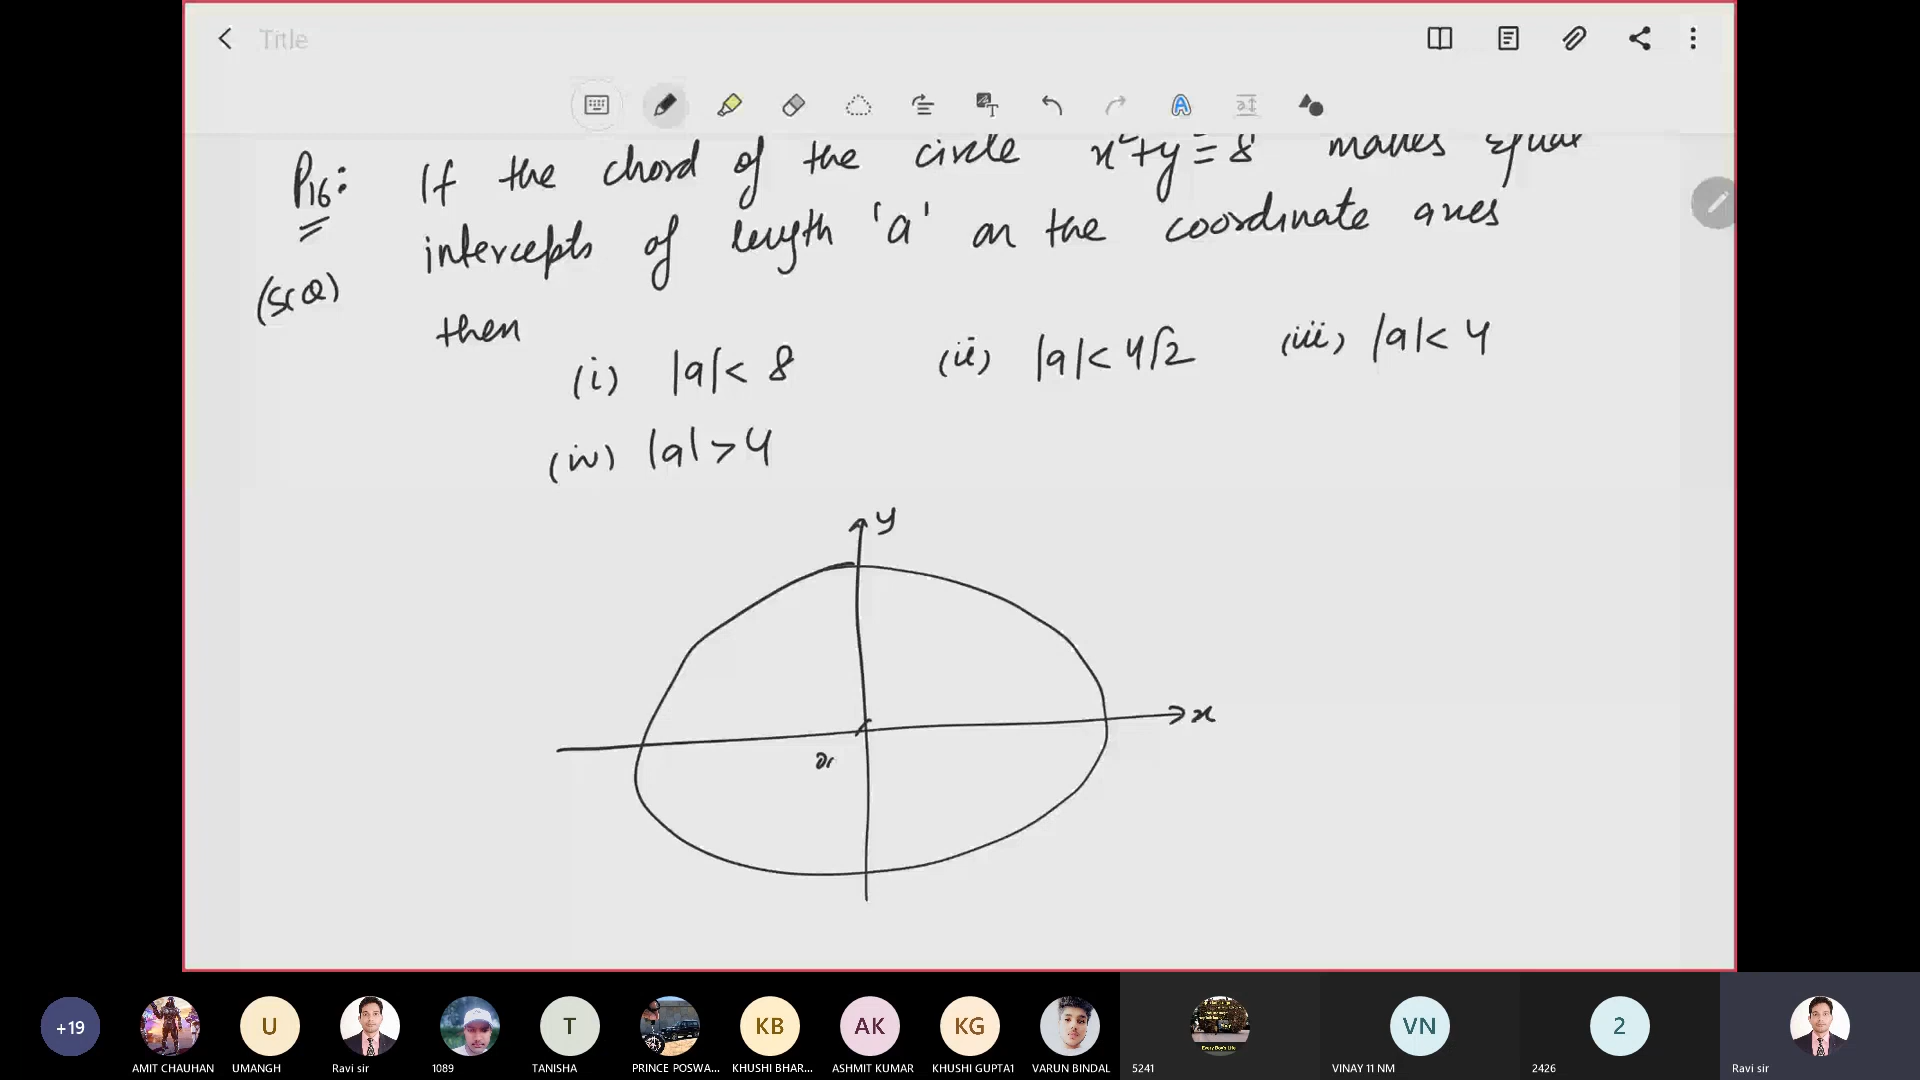 Title
P16: If the chord of the circle x²+y²=8 makes equal
intercepts of length 'a' on the coordinate axes
(SCQ)
then
(i) |a|< 8 (ii) |a|< 4√2 (iii) |a|< 4
(iv) |a|>4
y
x
+19
U
T
KB
AK
KG
VN
2
AMIT CHAUHAN UMANGH Ravi sir 1089 TANISHA PRINCE POSWA... KHUSHI BHAR... ASHMIT KUMAR KHUSHI GUPTA1 VARUN BINDAL 5241 VINAY 11 NM 2426 Ravi sir